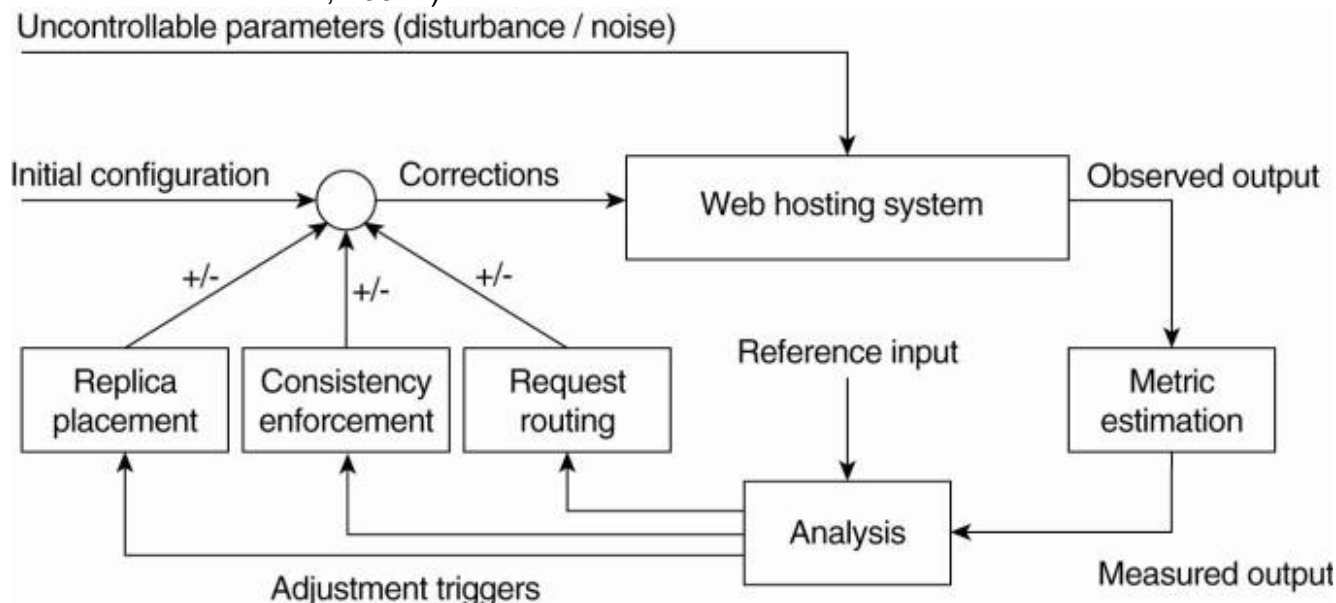 Uncontrollable parameters (disturbance / noise)
Initial configuration
Corrections
Web hosting system
Observed output
+/-
+/-
+/-
Replica
placement
Consistency
enforcement
Request
routing
Reference input
Metric
estimation
Analysis
Adjustment triggers
Measured output